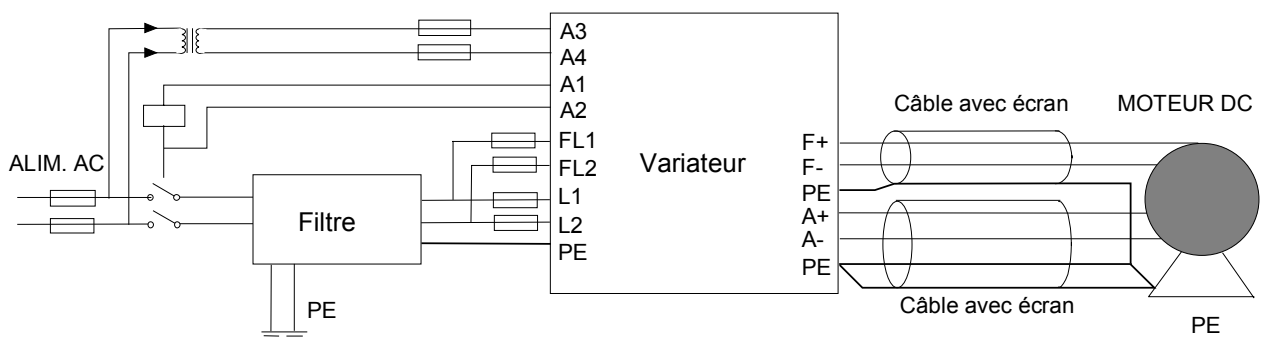 A3
A4
A1
A2
FL1
FL2
L1
L2
PE
ALIM. AC
Filtre
PE
Variateur
F+
F-
PE
A+
A-
PE
Câble avec écran
MOTEUR DC
Câble avec écran
PE